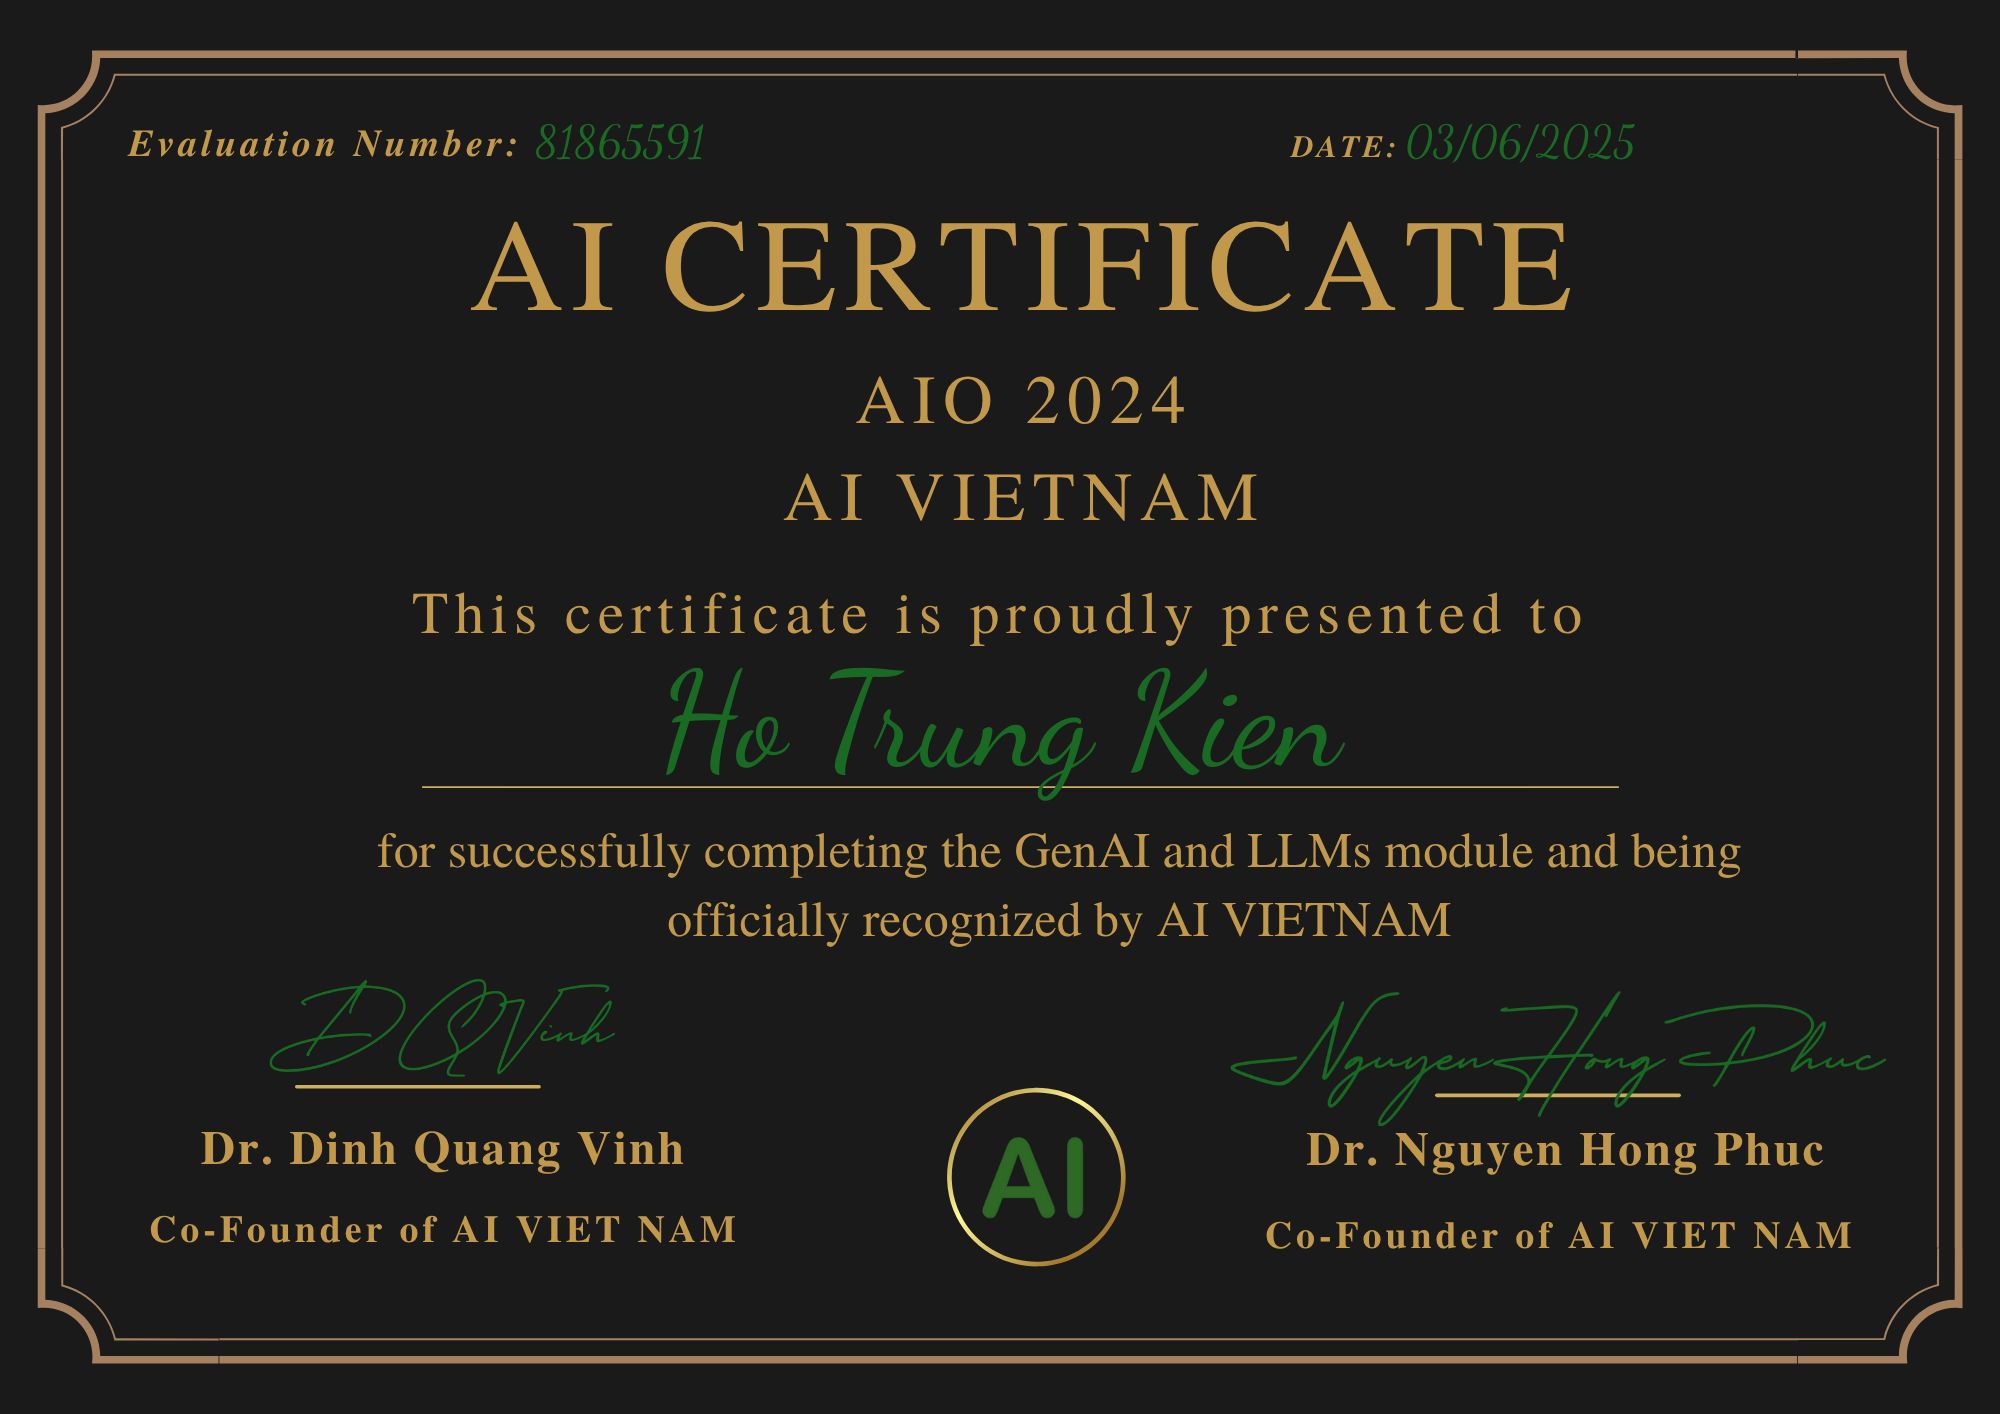 Evaluation Number: 81865591
DATE: 03/06/2025
AI CERTIFICATE
AIO 2024
AI VIETNAM
This certificate is proudly presented to
Ho Trung Kien
for successfully completing the GenAI and LLMs module and being
officially recognized by AI VIETNAM
DQVinh
Nguyen Hong Phuc
Dr. Dinh Quang Vinh
Dr. Nguyen Hong Phuc
Co-Founder of AI VIET NAM
Co-Founder of AI VIET NAM
AI